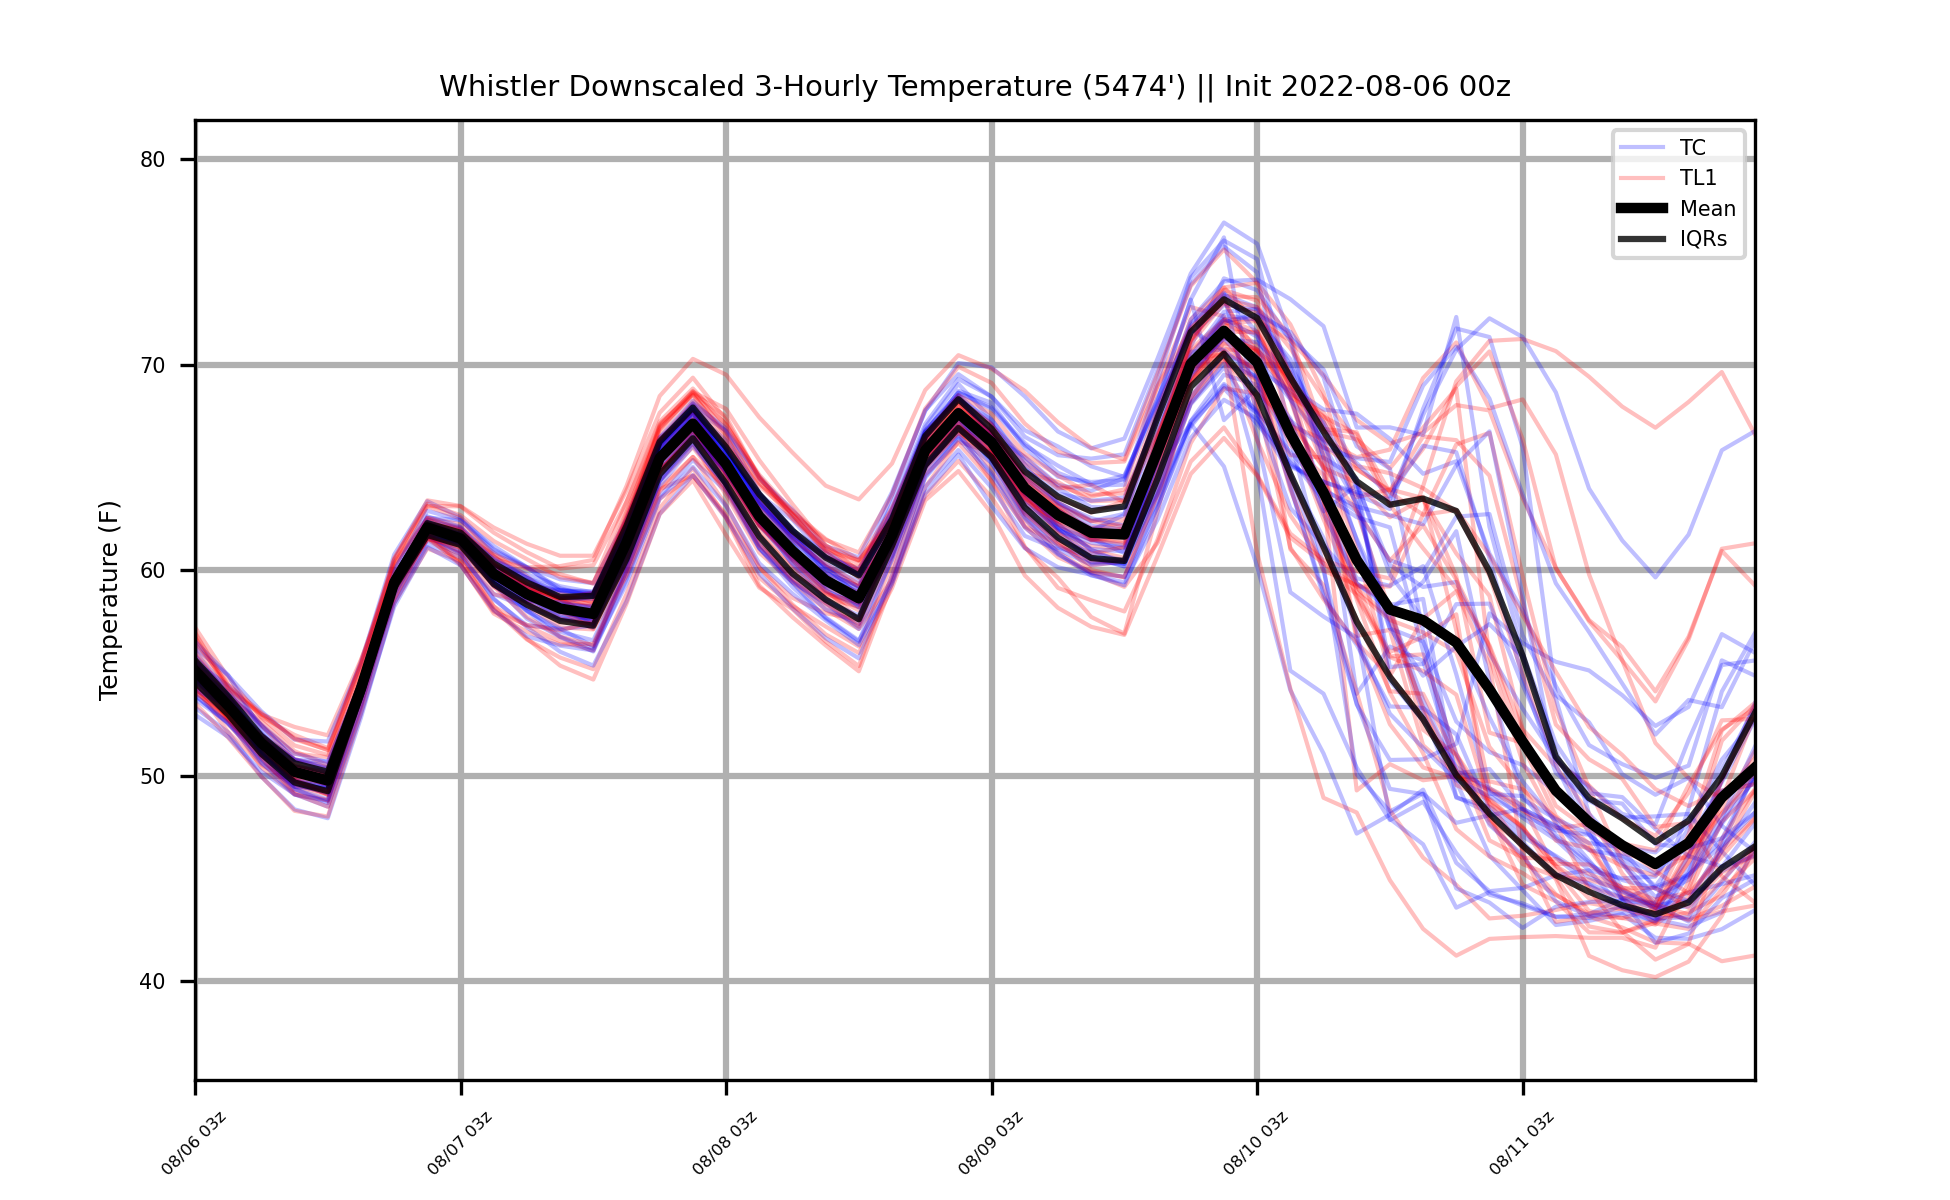 Whistler Downscaled 3-Hourly Temperature (5474') || Init 2022-08-06 00z
TC
TL1
Mean
IQRs
Temperature (F)
80
70
60
50
40
08/06 03z
08/07 03z
08/08 03z
08/09 03z
08/10 03z
08/11 03z